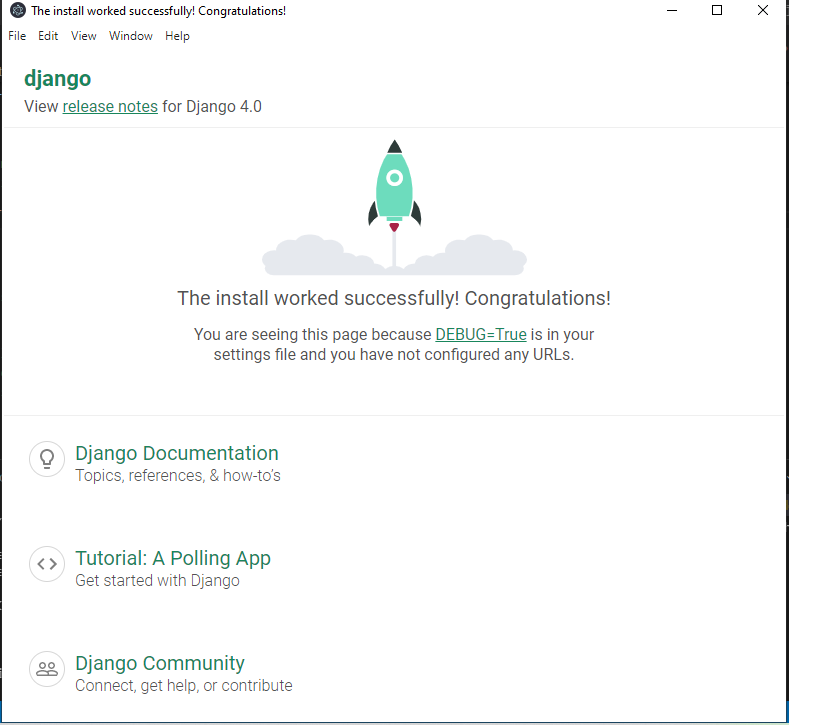 The install worked successfully! Congratulations!
File Edit View Window Help
django
View release notes for Django 4.0
The install worked successfully! Congratulations!
You are seeing this page because DEBUG=True is in your
settings file and you have not configured any URLs.
Django Documentation
Topics, references, & how-to's
Tutorial: A Polling App
Get started with Django
Django Community
Connect, get help, or contribute